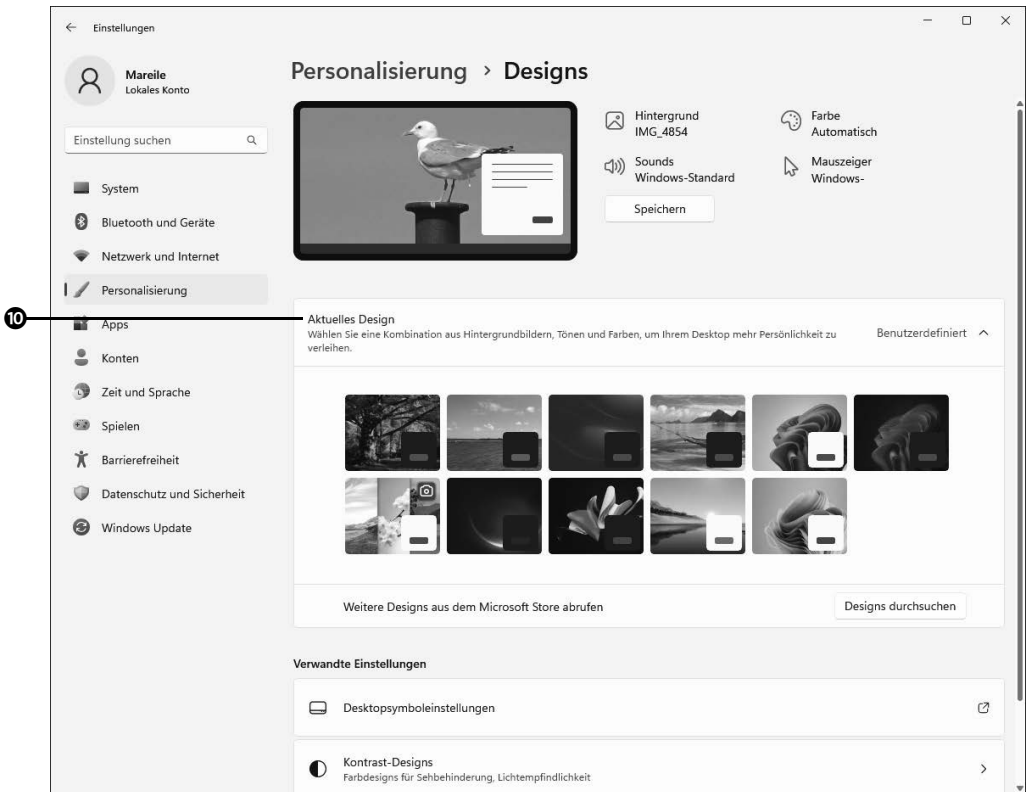 Einstellungen
Mareile
Lokales Konto
Einstellung suchen
System
Bluetooth und Geräte
Netzwerk und Internet
Personalisierung
Apps
Konten
Zeit und Sprache
Spielen
Barrierefreiheit
Datenschutz und Sicherheit
Windows Update
Personalisierung > Designs
Hintergrund
IMG_4854
Farbe
Automatisch
Sounds
Windows-Standard
Mauszeiger
Windows-
Speichern
10
Aktuelles Design
Wählen Sie eine Kombination aus Hintergrundbildern, Tönen und Farben, um Ihrem Desktop mehr Persönlichkeit zu
verleihen.
Benutzerdefiniert
Weitere Designs aus dem Microsoft Store abrufen
Designs durchsuchen
Verwandte Einstellungen
Desktopsymboleinstellungen
Kontrast-Designs
Farbdesigns für Sehbehinderung, Lichtempfindlichkeit